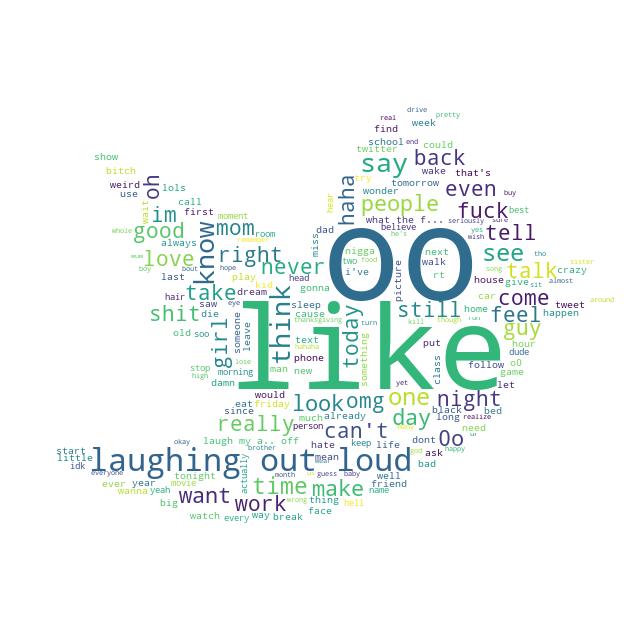 drive pretty
real
week
find
school end could
show twitter
say back
bitch try wake that's
weird oh lols wonder tomorrow even buy
use haha
call hear people fuck best
wait im first moment what the f... seriously sure
good mom dad believe yes tell
whole always know room he's wish
remember miss OO
love right nigga next see tho
boy bout hope never two food walk song talk crazy
last play i've rt house give sit almost
hair take kid gonna picture car come tweet around
shit saw eye dream sleep still home feel happen
die like cause thanksgiving kill though run guy
old soo girl someone think text today turn hour
leave hahaha something put dude
stop morning lose phone class follow o0
high man new yet game
damn would let
eat friday look omg one night
since much already day black bed
really person can't now long realize
laugh my a.. off hate keep life dont Oo ur need
okay brother god ask happy
start laughing out loud
little mean bad
idk everyone actually month us guess baby well
tonight friend
ever year movie time make name
wanna yeah want work wrong thing hell
big face
watch every way break
sister